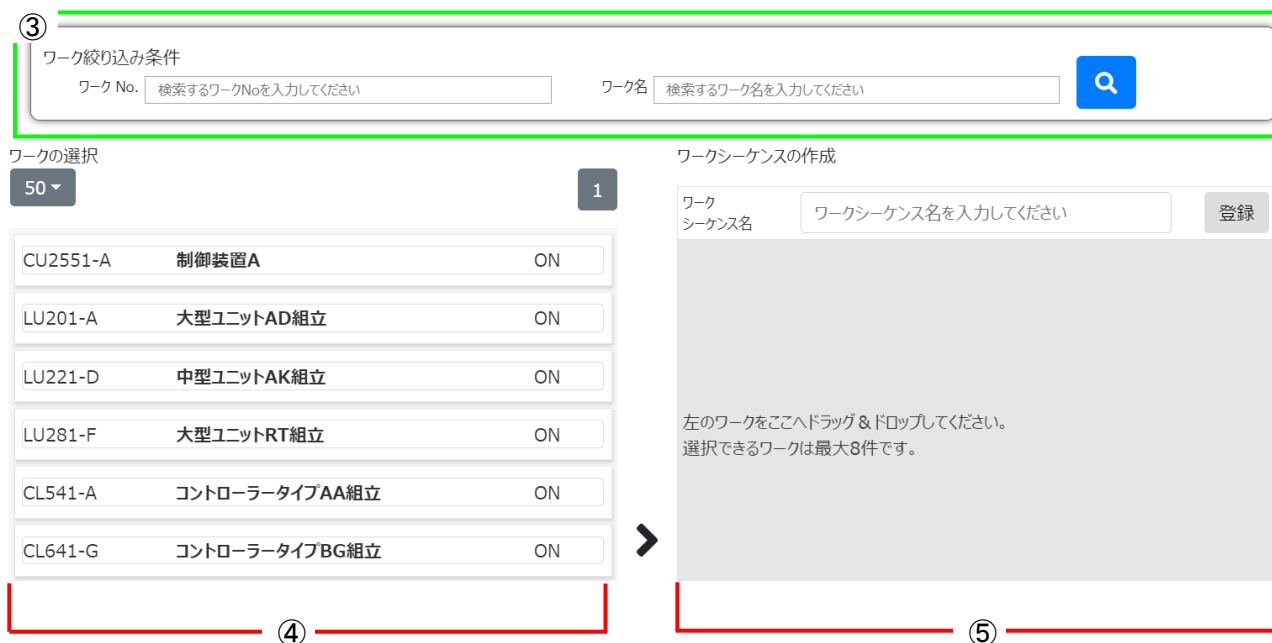 ③
ワーク絞り込み条件
ワーク No. 検索するワークNoを入力してください ワーク名 検索するワーク名を入力してください
ワークの選択
50 1
CU2551-A 制御装置A ON
LU201-A 大型ユニットAD組立 ON
LU221-D 中型ユニットAK組立 ON
LU281-F 大型ユニットRT組立 ON
CL541-A コントローラータイプAA組立 ON
CL641-G コントローラータイプBG組立 ON
④
ワークシーケンスの作成
ワーク
シーケンス名 ワークシーケンス名を入力してください 登録
左のワークをここへドラッグ&ドロップしてください。
選択できるワークは最大8件です。
⑤